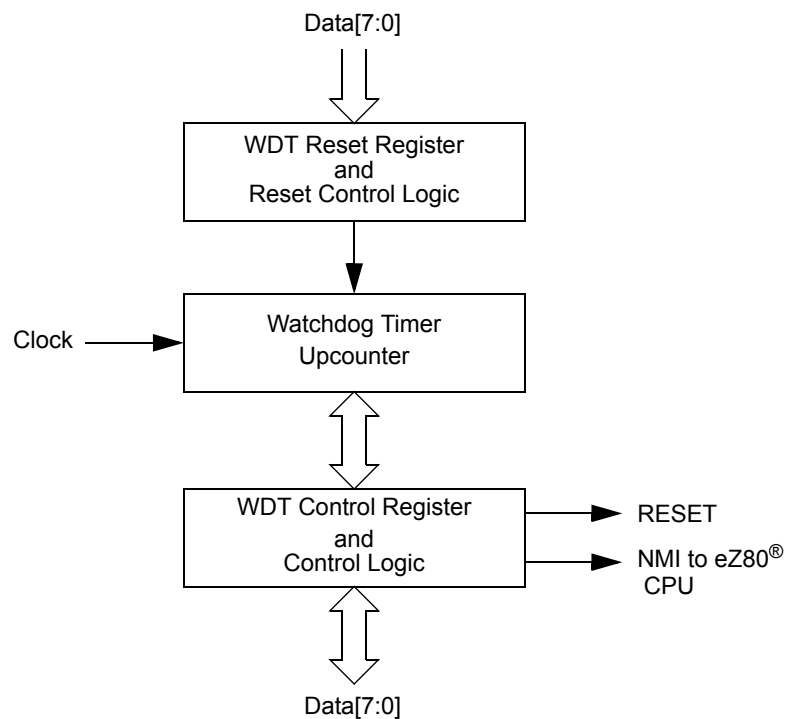 Data[7:0]
WDT Reset Register
and
Reset Control Logic
Clock
Watchdog Timer
Upcounter
WDT Control Register
and
Control Logic
RESET
NMI to eZ80®
CPU
Data[7:0]